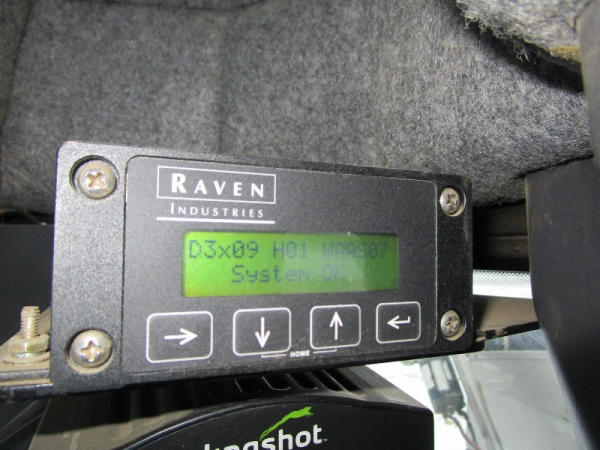 RAVEN
INDUSTRIES
D3x09 H01 WAAS07
System OK
HOME